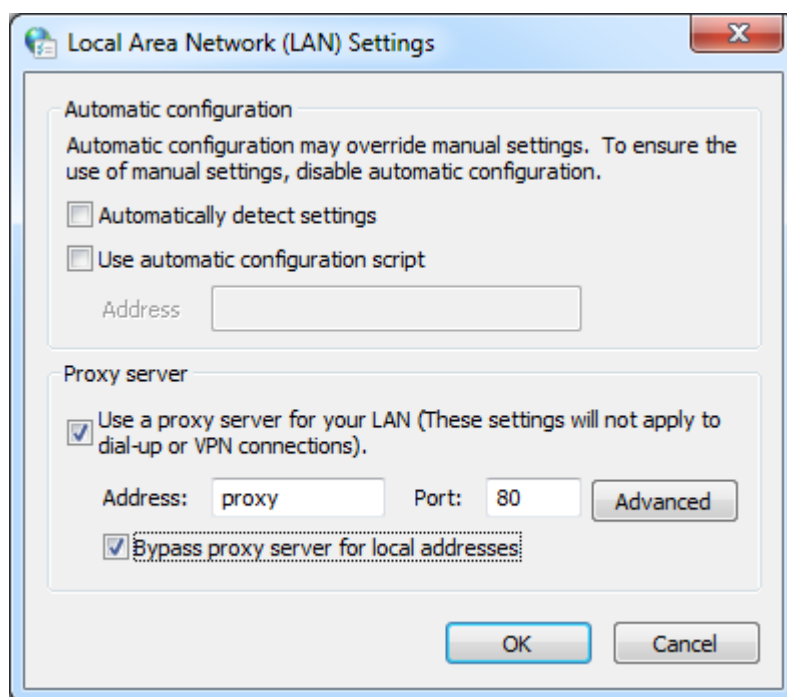 Local Area Network (LAN) Settings
Automatic configuration
Automatic configuration may override manual settings.  To ensure the
use of manual settings, disable automatic configuration.
Automatically detect settings
Use automatic configuration script
Address
Proxy server
Use a proxy server for your LAN (These settings will not apply to
dial-up or VPN connections).
Address: proxy Port: 80 Advanced
Bypass proxy server for local addresses
OK Cancel